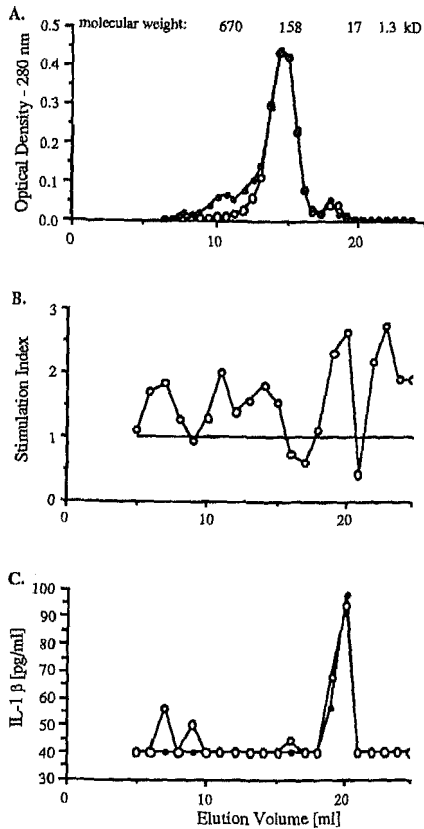 A.
molecular weight: 670 158 17 1.3 kD
Optical Density - 280 nm
0.5
0.4
0.3
0.2
0.1
0.0
0 10 20
B.
Stimulation Index
3
2
1
0
0 10 20
C.
IL-1 β [pg/ml]
100
90
80
70
60
50
40
30
0 10 20
Elution Volume [ml]